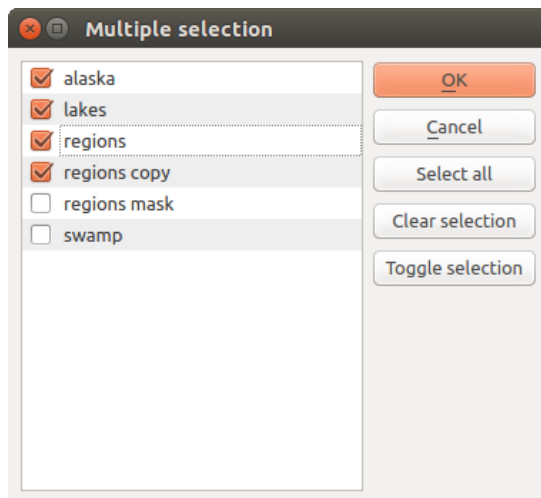 Multiple selection
alaska
lakes
regions
regions copy
regions mask
swamp
OK
Cancel
Select all
Clear selection
Toggle selection